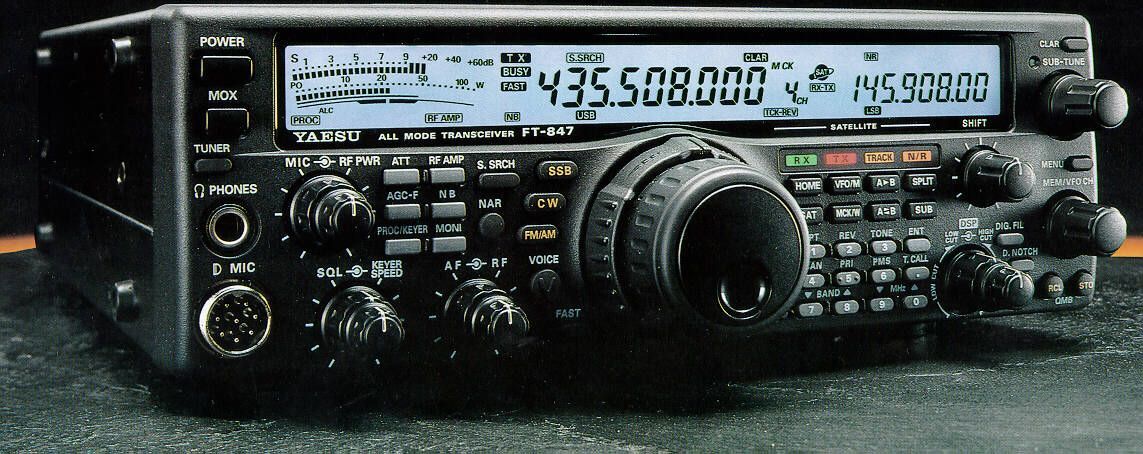 POWER
MOX
TUNER
PHONES
D MIC
S 1 3 5 7 9 +20 +40 +60dB
PO 10 20 50 100 W
ALC
PROC
RF AMP
TX
BUSY
FAST
NB
S.SRCH
CLAR
M CK
435.508.000
4 CH
USB
TCK-REV
SAT
RX-TX
NR
145.908.00
LSB
YAESU ALL MODE TRANSCEIVER FT-847
SATELLITE
SHIFT
CLAR
SUB-TUNE
MIC RF PWR
ATT
RF AMP
AGC-F
NB
PROC/KEYER
MONI
S. SRCH
NAR
SSB
CW
FM/AM
VOICE
FAST
SQL KEYER SPEED
AF RF
RX TX TRACK N/R
HOME VFO/M A▶B SPLIT
MCK/W A=B SUB
REV TONE ENT
2 3
PRI PMS T.CALL
4 5 6
▼ BAND ▲ ▼ MHz ▲
7 8 9 0
MENU
MEM/VFO CH
DSP
LOW CUT HIGH CUT
DIG. FIL
D. NOTCH
LOW CUT
RCL STO
QMB